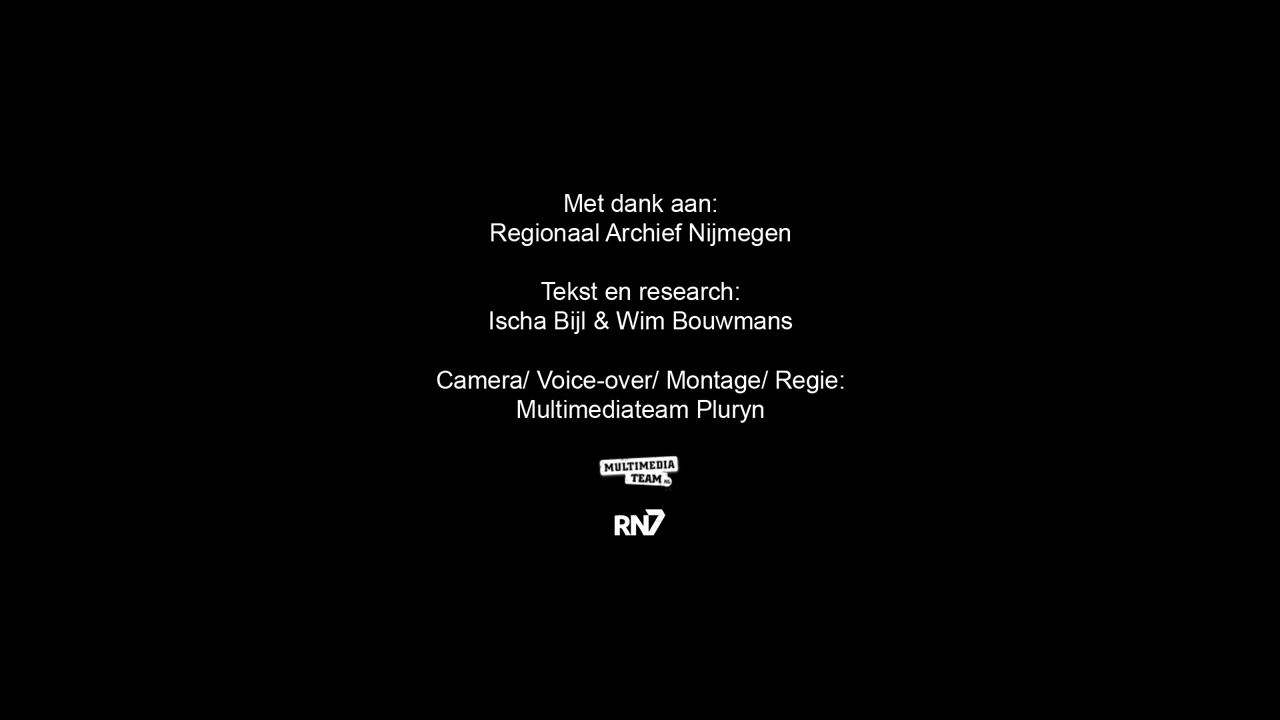 Met dank aan:
Regionaal Archief Nijmegen
Tekst en research:
Ischa Bijl & Wim Bouwmans
Camera/ Voice-over/ Montage/ Regie:
Multimediateam Pluryn
MULTIMEDIA
TEAM.NL
RN7